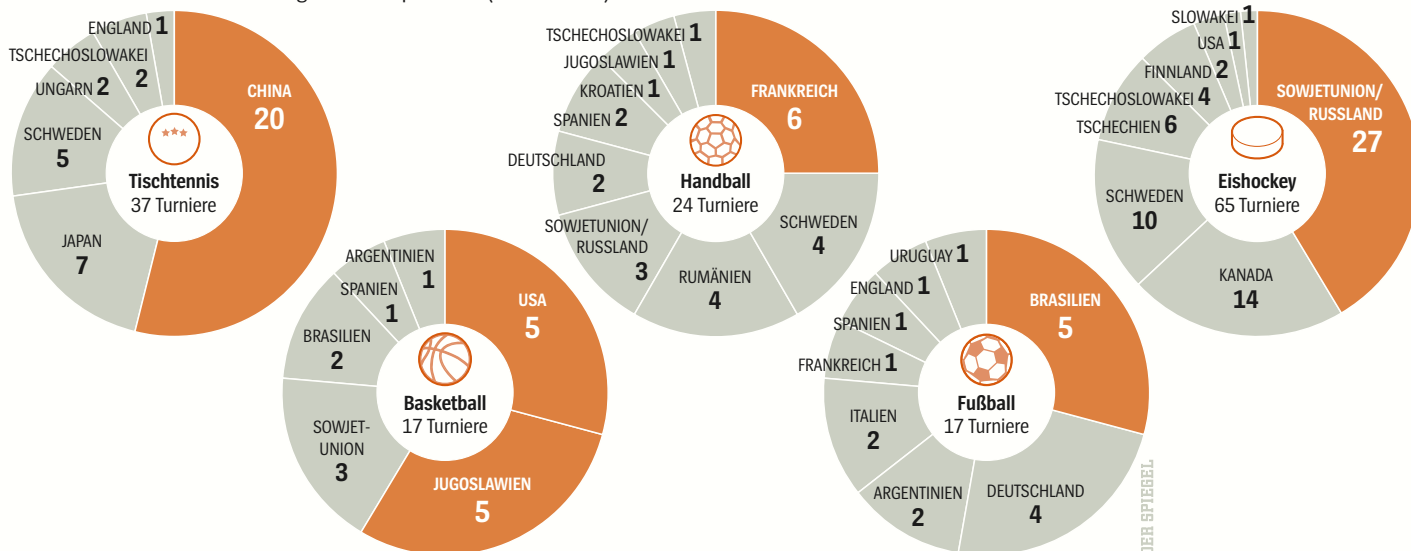 ENGLAND 1
TSCHECHOSLOWAKEI
2
UNGARN 2
SCHWEDEN
5
JAPAN
7
CHINA
20
Tischtennis
37 Turniere
TSCHECHOSLOWAKEI 1
JUGOSLAWIEN 1
KROATIEN 1
SPANIEN 2
DEUTSCHLAND
2
SOWJETUNION/
RUSSLAND
3
RUMÄNIEN
4
SCHWEDEN
4
FRANKREICH
6
Handball
24 Turniere
SLOWAKEI 1
USA 1
FINNLAND 2
TSCHECHOSLOWAKEI 4
TSCHECHIEN 6
SCHWEDEN
10
KANADA
14
SOWJETUNION/
RUSSLAND
27
Eishockey
65 Turniere
ARGENTINIEN
1
SPANIEN
1
BRASILIEN
2
SOWJET-
UNION
3
JUGOSLAWIEN
5
USA
5
Basketball
17 Turniere
URUGUAY 1
ENGLAND 1
SPANIEN 1
FRANKREICH 1
ITALIEN
2
ARGENTINIEN
2
DEUTSCHLAND
4
BRASILIEN
5
Fußball
17 Turniere
DER SPIEGEL